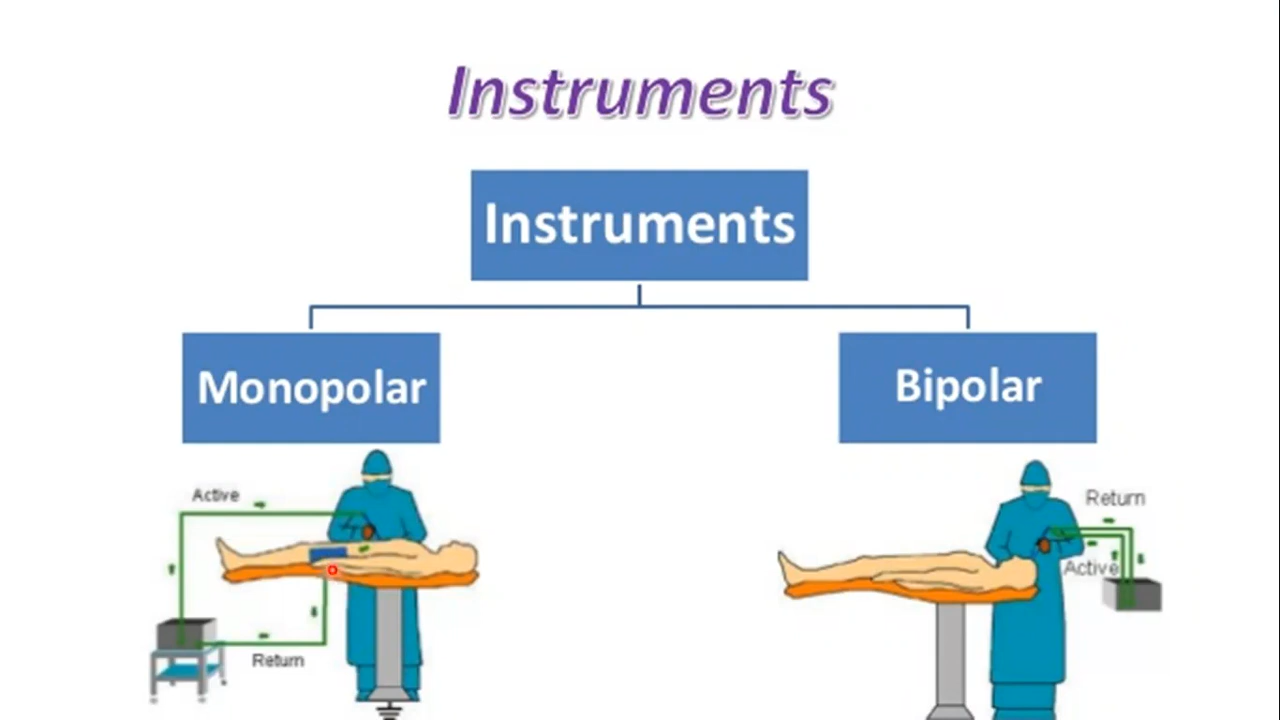 Instruments
Instruments
Monopolar
Bipolar
Active
Return
Return
Active